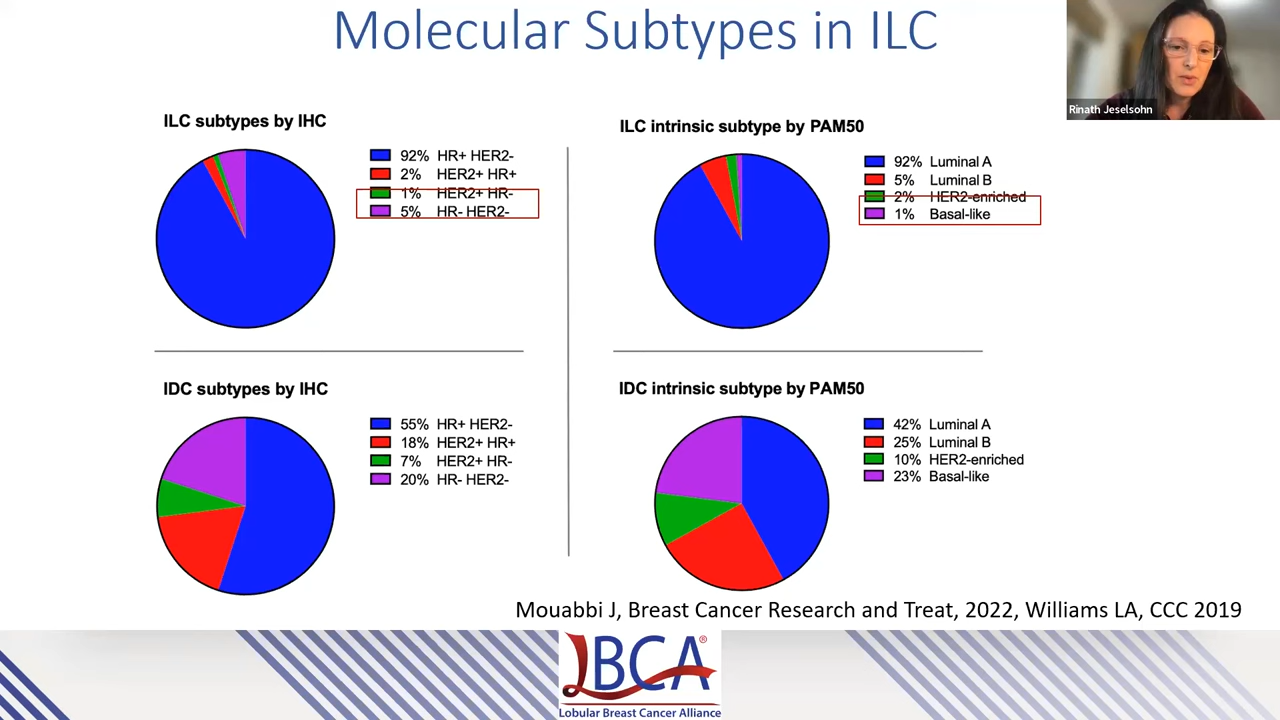 Molecular Subtypes in ILC
Rinath Jeselsohn
ILC subtypes by IHC
92% HR+ HER2-
2% HER2+ HR+
1% HER2+ HR-
5% HR- HER2-
ILC intrinsic subtype by PAM50
92% Luminal A
5% Luminal B
2% HER2-enriched
1% Basal-like
IDC subtypes by IHC
55% HR+ HER2-
18% HER2+ HR+
7% HER2+ HR-
20% HR- HER2-
IDC intrinsic subtype by PAM50
42% Luminal A
25% Luminal B
10% HER2-enriched
23% Basal-like
Mouabbi J, Breast Cancer Research and Treat, 2022, Williams LA, CCC 2019
LBCA®
Lobular Breast Cancer Alliance